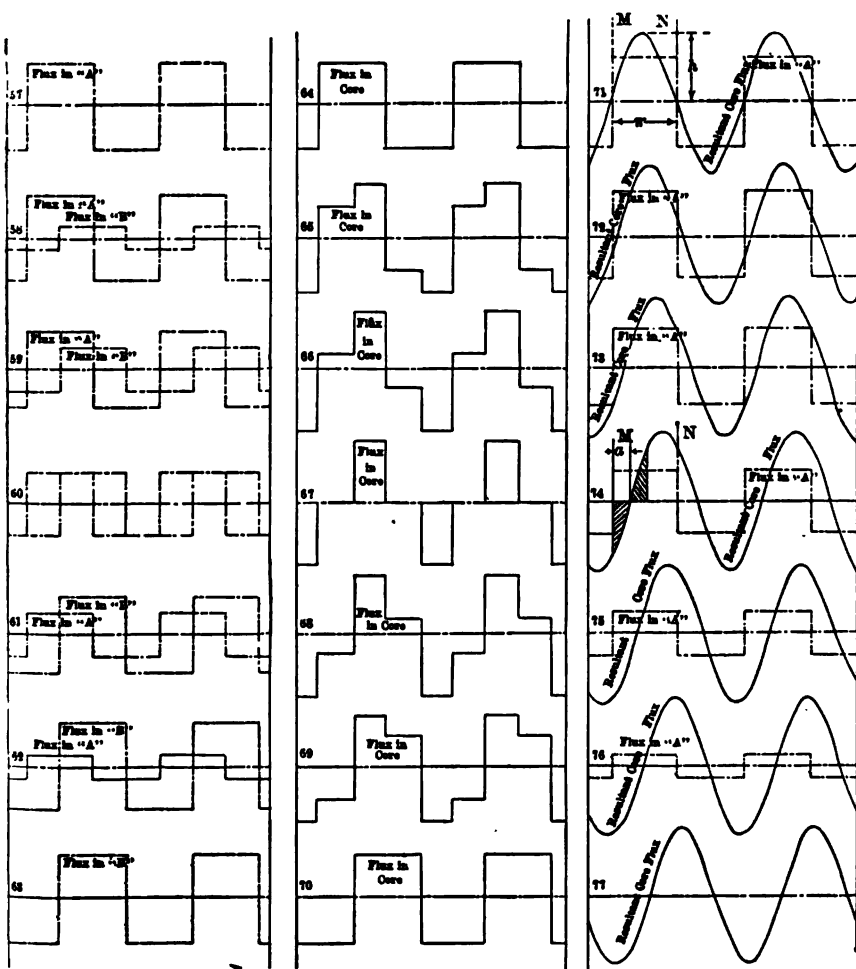 57
Flux in "A"
58
Flux in "A"
Flux in "B"
59
Flux in "A"
Flux in "B"
60
61
Flux in "B"
Flux in "A"
62
Flux in "B"
Flux in "A"
63
Flux in "B"
64
Flux in
Core
65
Flux in
Core
66
Flux
in
Core
67
Flux
in
Core
68
Flux
in Core
69
Flux in
Core
70
Flux in
Core
M N
71
Flux in "A"
Resultant Core Flux
h
72
Flux in "A"
Resultant Core Flux
73
Flux in "A"
Resultant Core Flux
M N
α
74
Flux in "A"
Resultant Core Flux
75
Flux in "A"
Resultant Core Flux
76
Flux in "A"
Resultant Core Flux
77
Resultant Core Flux